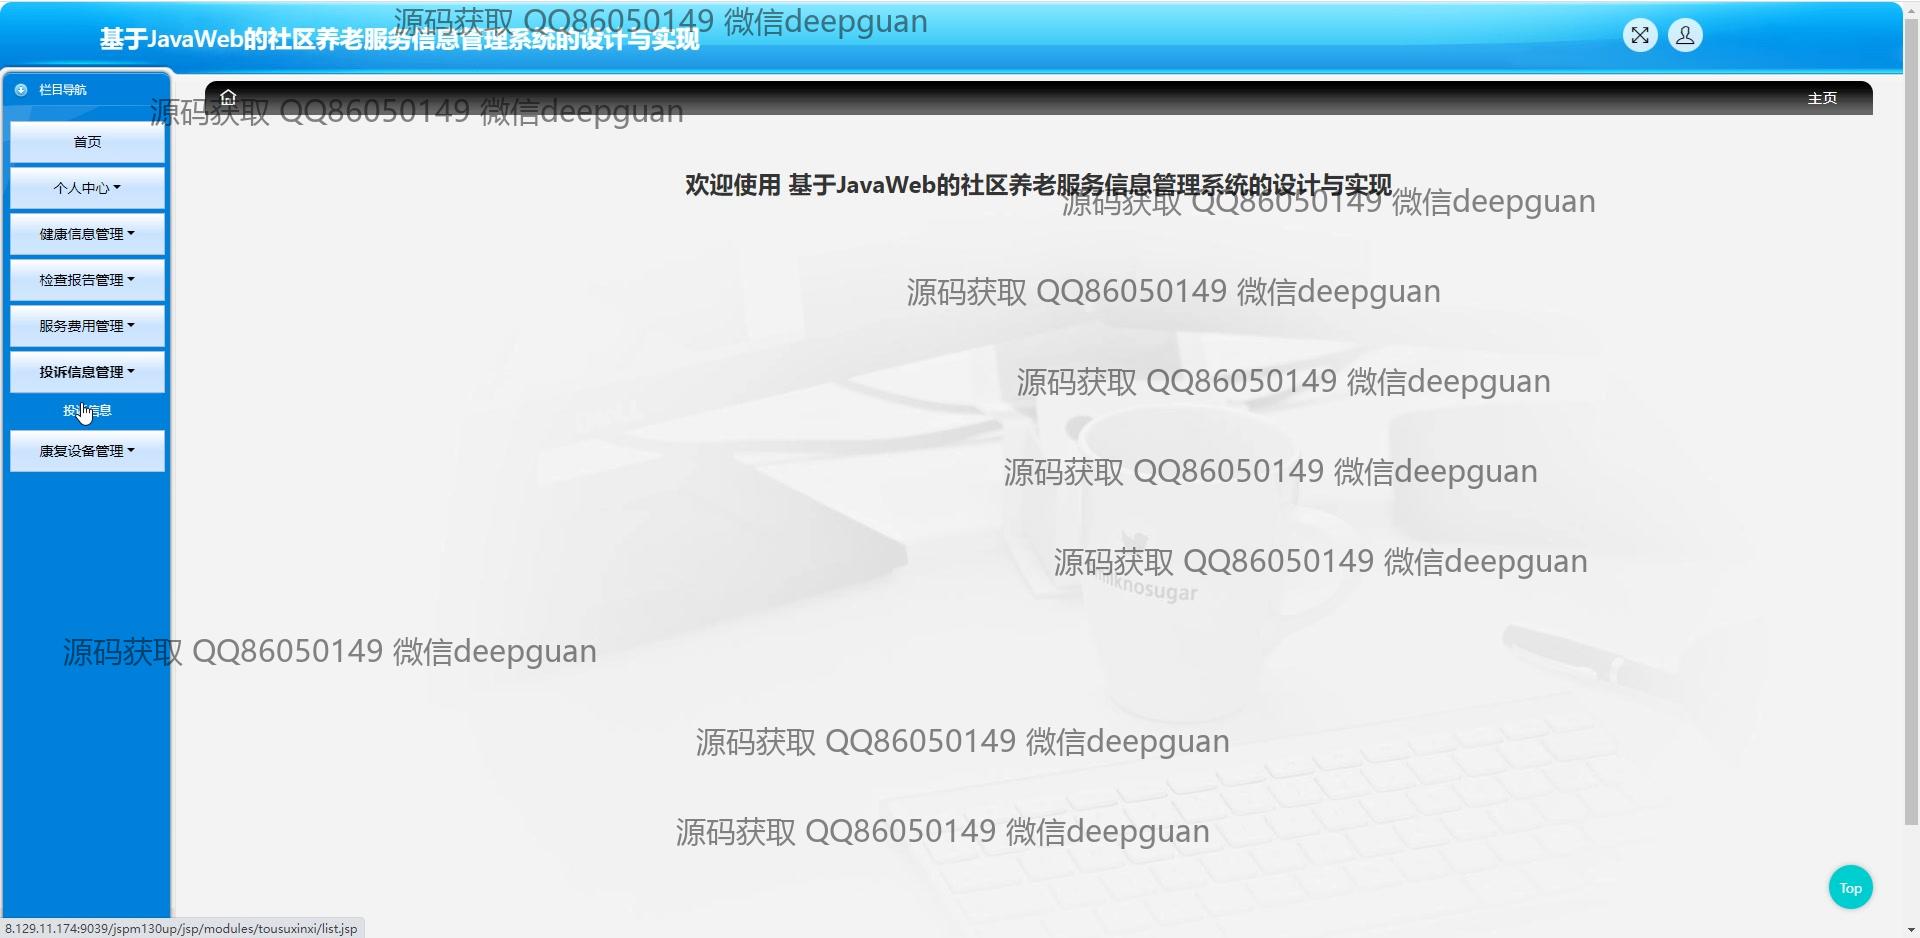 源码获取 QQ86050149 微信deepguan
基于JavaWeb的社区养老服务信息管理系统的设计与实现
栏目导航
主页
源码获取 QQ86050149 微信deepguan
首页
欢迎使用 基于JavaWeb的社区养老服务信息管理系统的设计与实现
个人中心
源码获取 QQ86050149 微信deepguan
健康信息管理
检查报告管理
源码获取 QQ86050149 微信deepguan
服务费用管理
投诉信息管理
源码获取 QQ86050149 微信deepguan
投诉信息
康复设备管理
源码获取 QQ86050149 微信deepguan
源码获取 QQ86050149 微信deepguan
milknosugar
源码获取 QQ86050149 微信deepguan
源码获取 QQ86050149 微信deepguan
源码获取 QQ86050149 微信deepguan
Top
8.129.11.174:9039/jspm130up/jsp/modules/tousuxinxi/list.jsp